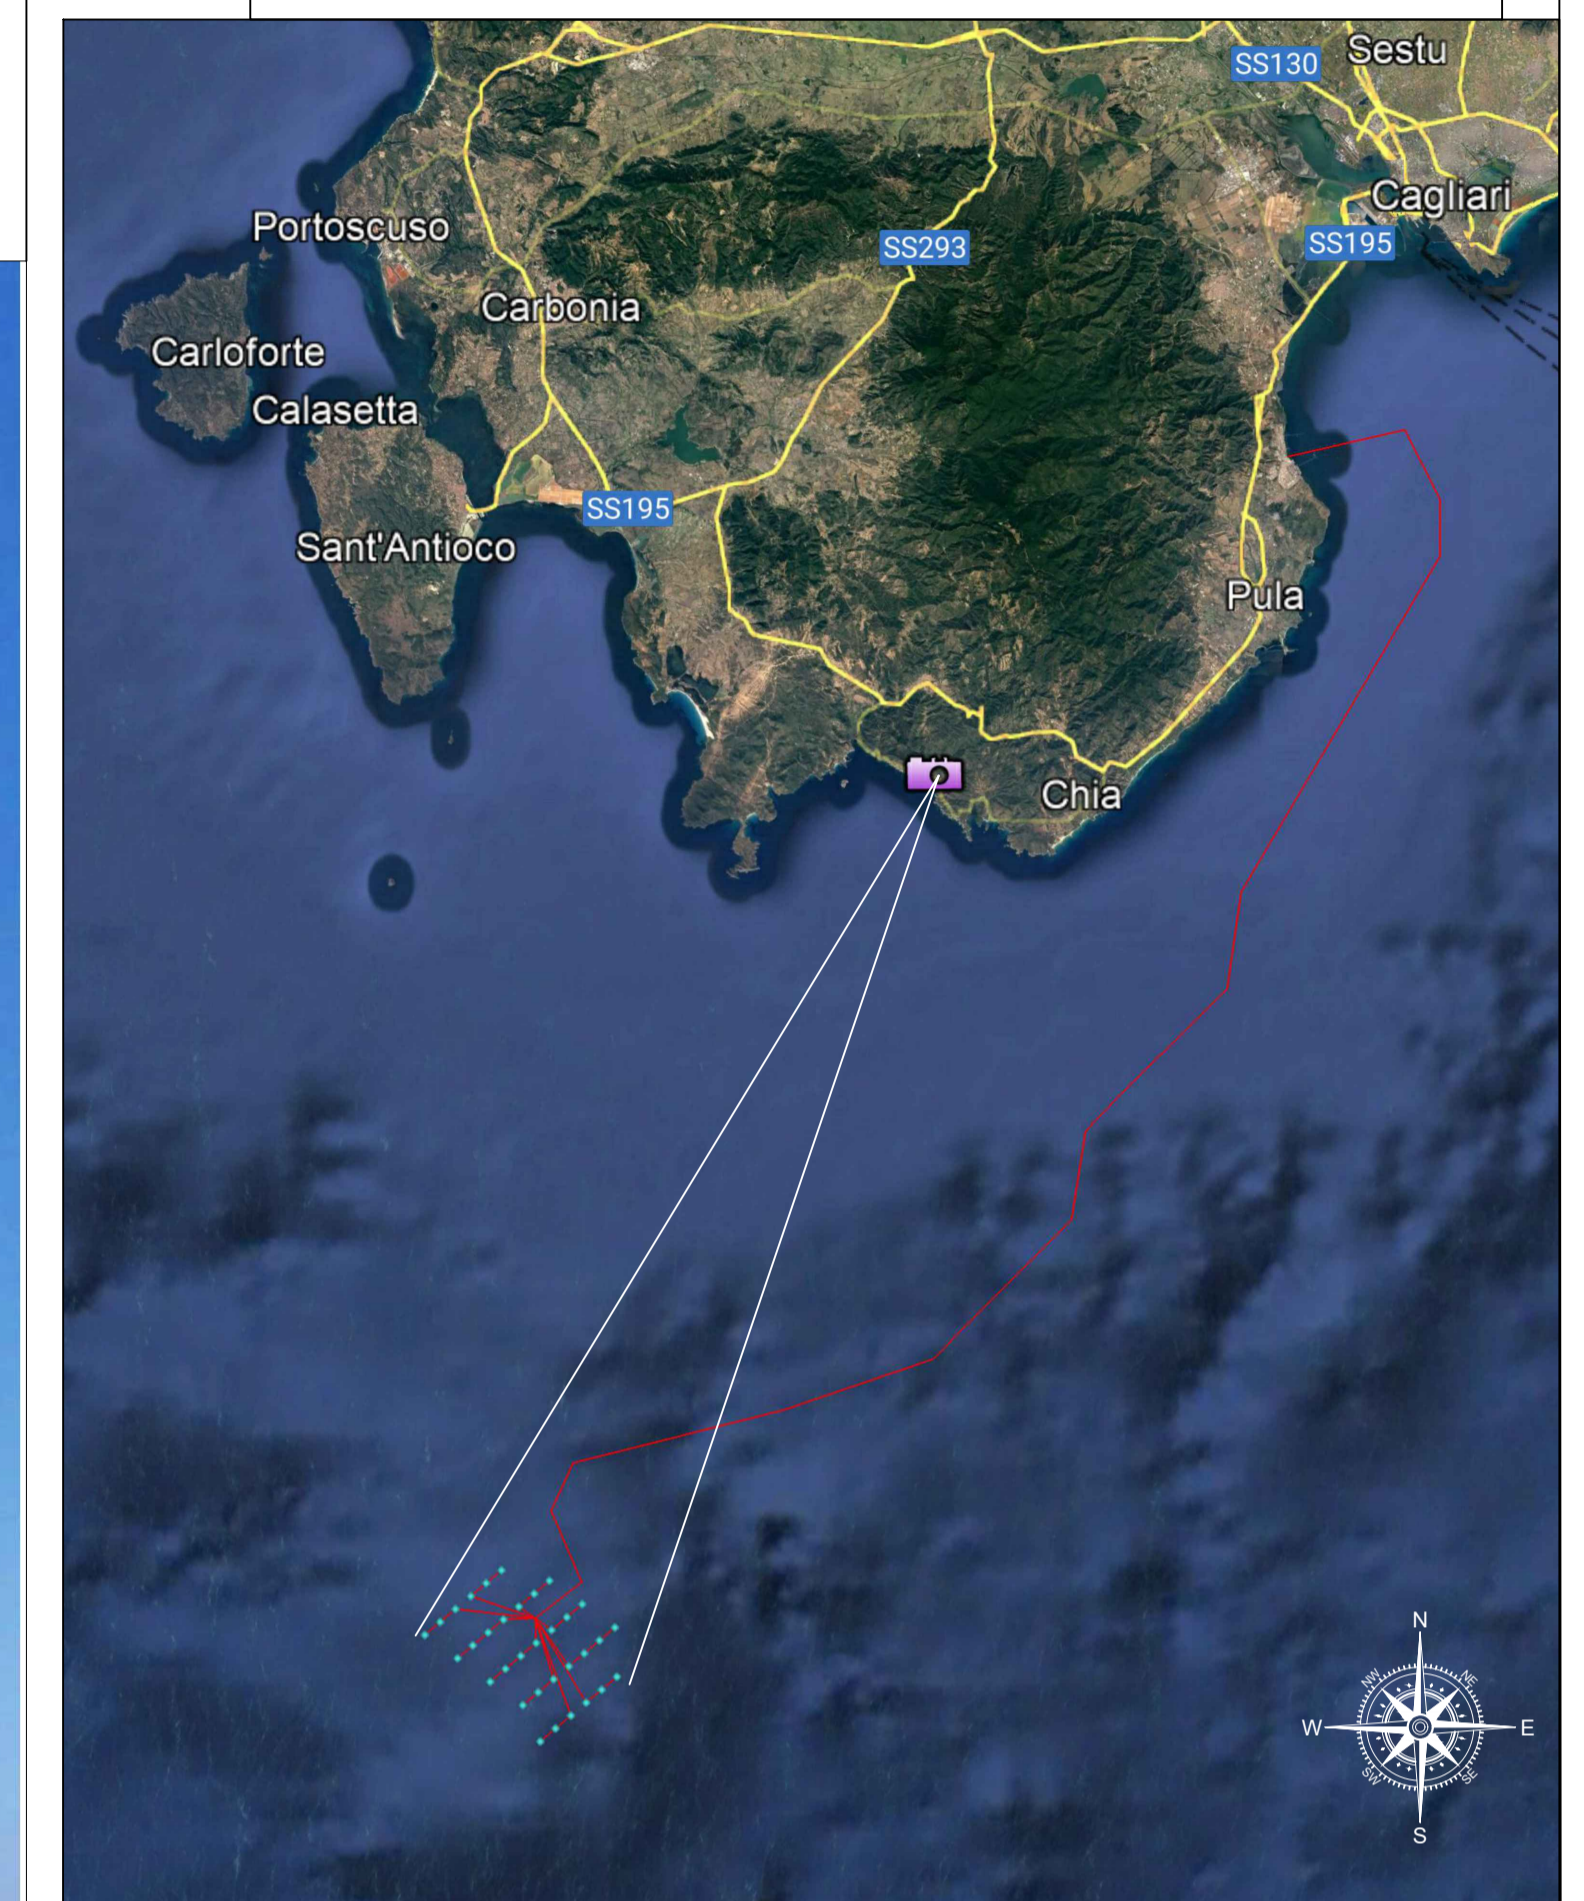 Sestu
SS130
Cagliari
Portoscuso
SS293
SS195
Carbonia
Carloforte
Calasetta
SS195
Sant'Antioco
Pula
Chia
N
NW
NE
W
E
SW
SE
S